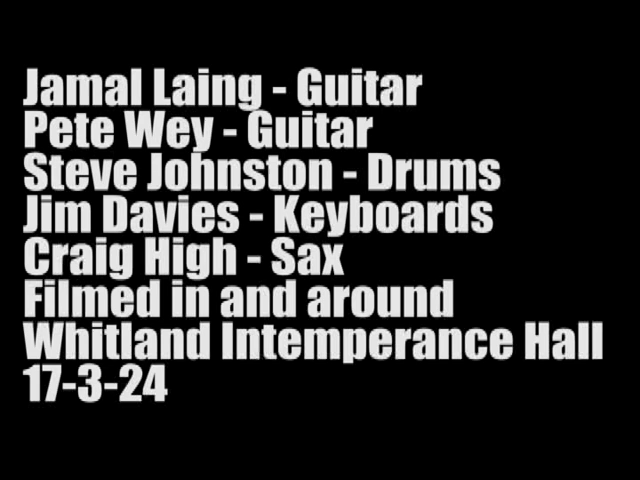 Jamal Laing - Guitar
Pete Wey - Guitar
Steve Johnston - Drums
Jim Davies - Keyboards
Craig High - Sax
Filmed in and around
Whitland Intemperance Hall
17-3-24